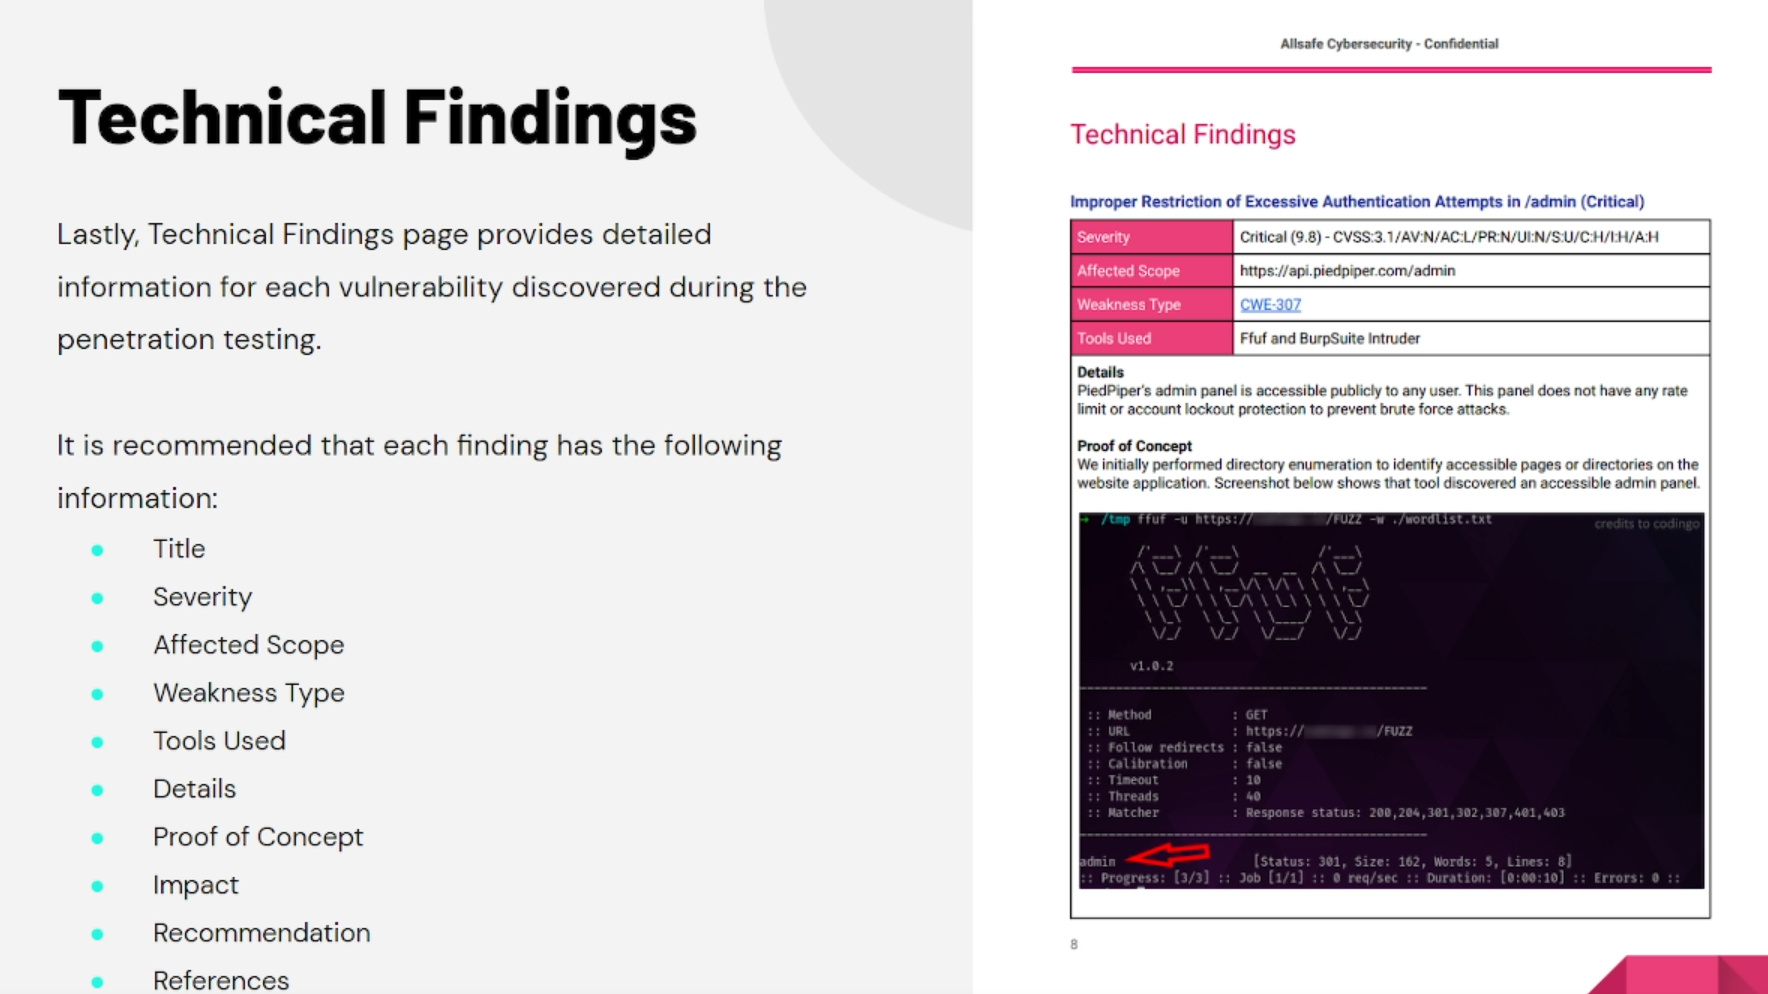 Technical Findings
Lastly, Technical Findings page provides detailed
information for each vulnerability discovered during the
penetration testing.
It is recommended that each finding has the following
information:
Title
Severity
Affected Scope
Weakness Type
Tools Used
Details
Proof of Concept
Impact
Recommendation
References
Allsafe Cybersecurity - Confidential
Technical Findings
Improper Restriction of Excessive Authentication Attempts in /admin (Critical)
Severity Critical (9.8) - CVSS:3.1/AV:N/AC:L/PR:N/UI:N/S:U/C:H/I:H/A:H
Affected Scope https://api.piedpiper.com/admin
Weakness Type CWE-307
Tools Used Ffuf and BurpSuite Intruder
Details
PiedPiper's admin panel is accessible publicly to any user. This panel does not have any rate
limit or account lockout protection to prevent brute force attacks.
Proof of Concept
We initially performed directory enumeration to identify accessible pages or directories on the
website application. Screenshot below shows that tool discovered an accessible admin panel.
→ /tmp ffuf -u https:// /FUZZ -w ./wordlist.txt
credits to codingo
v1.0.2
:: Method : GET
:: URL : https:// /FUZZ
:: Follow redirects : false
:: Calibration : false
:: Timeout : 10
:: Threads : 40
:: Matcher : Response status: 200,204,301,302,307,401,403
admin [Status: 301, Size: 162, Words: 5, Lines: 8]
:: Progress: [3/3] :: Job [1/1] :: 0 req/sec :: Duration: [0:00:10] :: Errors: 0 ::
8